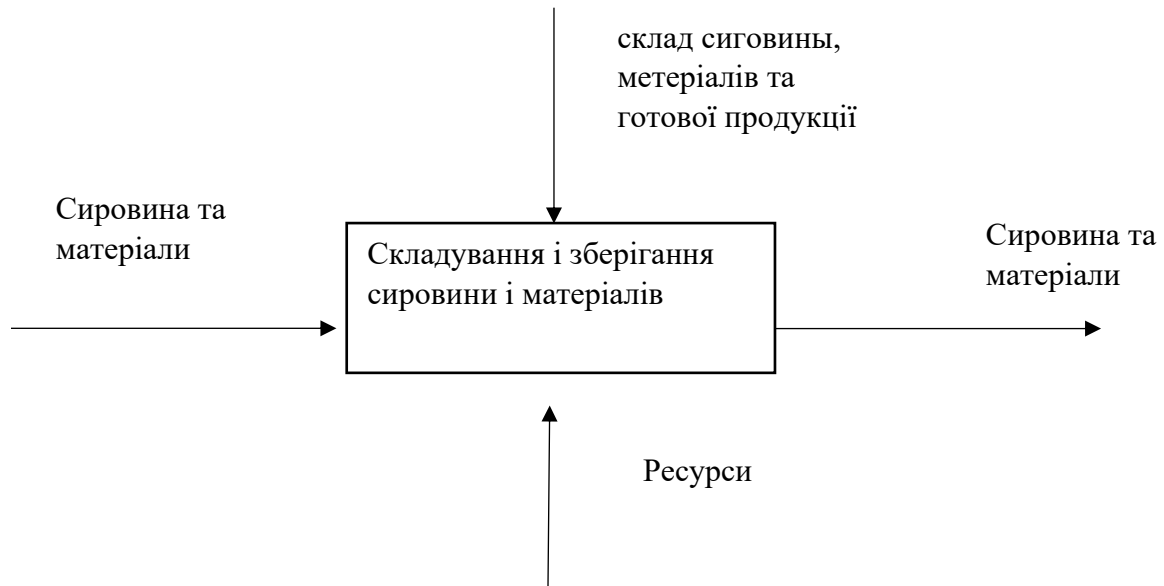 склад сиговины,
метеріалів та
готової продукції
Сировина та
матеріали
Складування і зберігання
сировини і матеріалів
Сировина та
матеріали
Ресурси